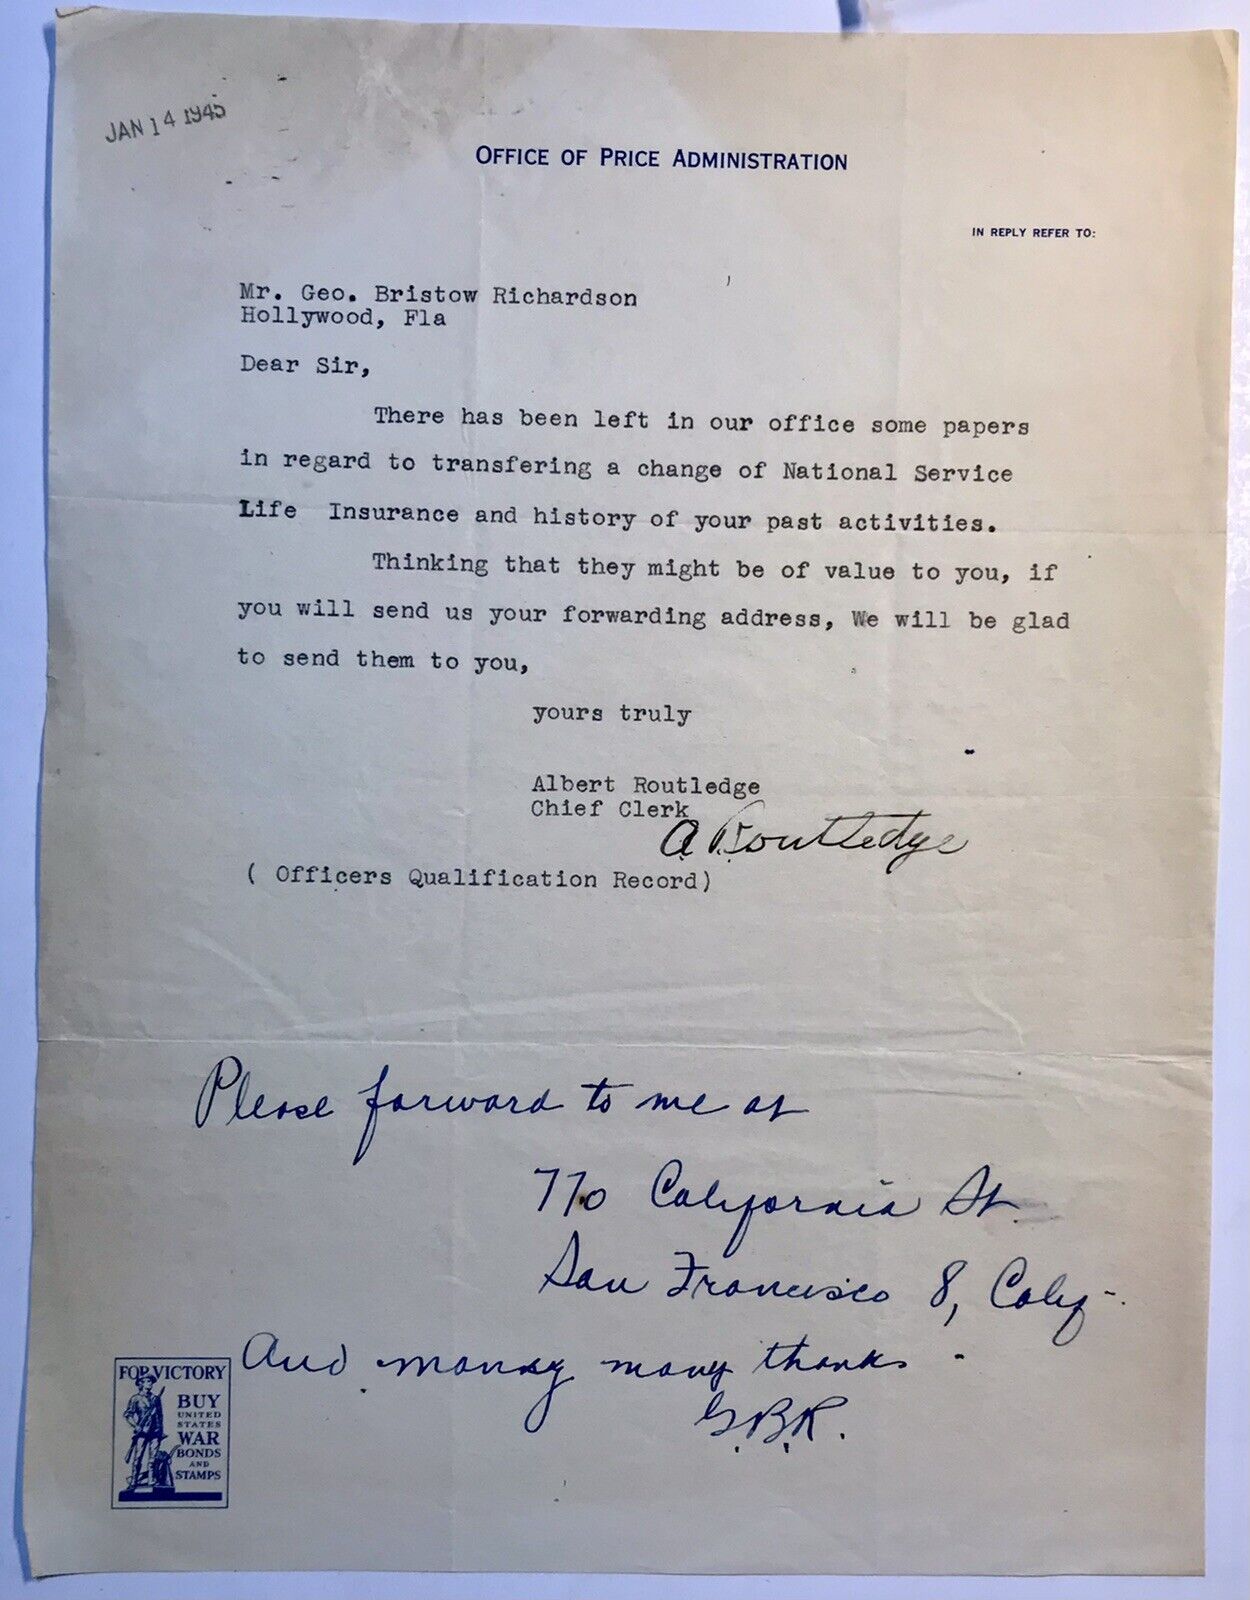 JAN 14 1945
OFFICE OF PRICE ADMINISTRATION
IN REPLY REFER TO:
Mr. Geo. Bristow Richardson
Hollywood, Fla
Dear Sir,
There has been left in our office some papers
in regard to transfering a change of National Service
Life Insurance and history of your past activities.
Thinking that they might be of value to you, if
you will send us your forwarding address, We will be glad
to send them to you,
yours truly
Albert Routledge
Chief Clerk
A. Routledge
( Officers Qualification Record)
Please forward to me at
770 California St.
San Francisco 8, Calif-.
And many many thanks -
G.B.R.
FOR VICTORY
BUY
UNITED
STATES
WAR
BONDS
AND
STAMPS